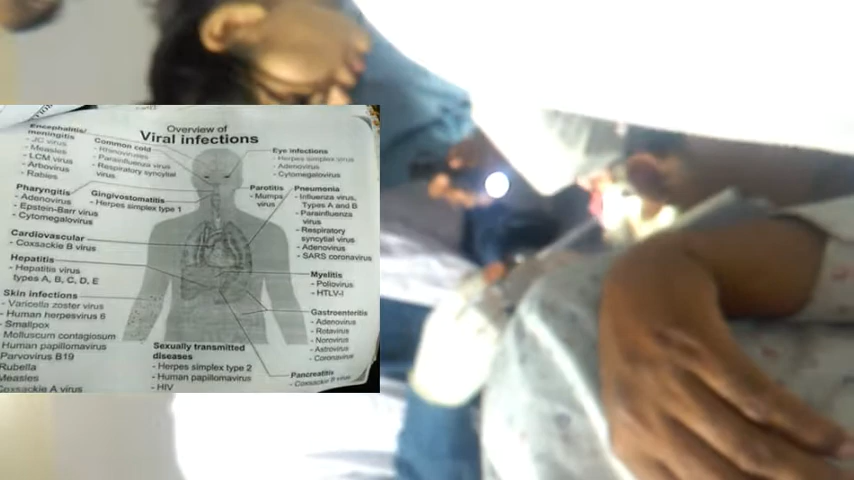 Overview of
Viral infections
Encephalitis/
meningitis
- JC virus
- Measles
- LCM virus
- Arbovirus
- Rabies
Common cold
- Rhinoviruses
- Parainfluenza virus
- Respiratory syncytial
virus
Eye infections
- Herpes simplex virus
- Adenovirus
- Cytomegalovirus
Pharyngitis
- Adenovirus
- Epstein-Barr virus
- Cytomegalovirus
Gingivostomatitis
- Herpes simplex type 1
Parotitis
- Mumps
virus
Pneumonia
- Influenza virus,
Types A and B
- Parainfluenza
virus
- Respiratory
syncytial virus
- Adenovirus
- SARS coronavirus
Cardiovascular
- Coxsackie B virus
Hepatitis
- Hepatitis virus
types A, B, C, D, E
Myelitis
- Poliovirus
- HTLV-I
Skin infections
- Varicella zoster virus
- Human herpesvirus 6
- Smallpox
Molluscum contagiosum
Human papillomavirus
Parvovirus B19
Rubella
Measles
Coxsackie A virus
Gastroenteritis
- Adenovirus
- Rotavirus
- Norovirus
- Astrovirus
- Coronavirus
Sexually transmitted
diseases
- Herpes simplex type 2
- Human papillomavirus
- HIV
Pancreatitis
- Coxsackie B virus